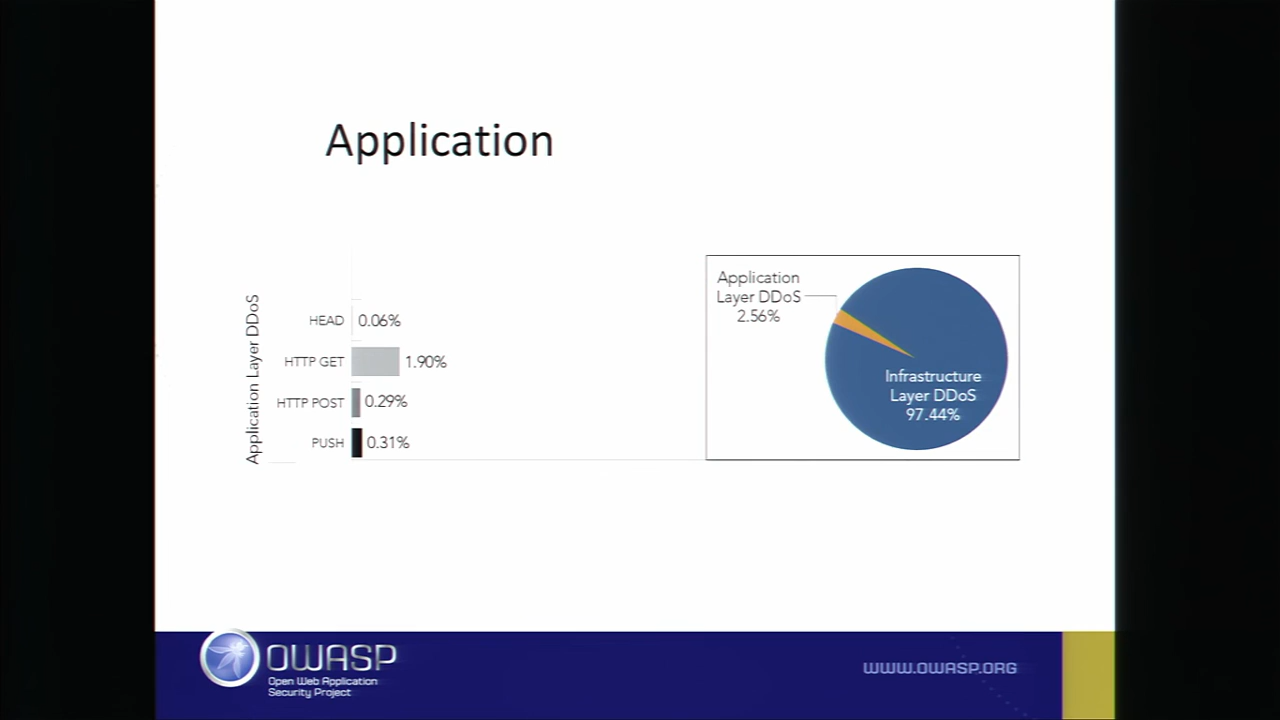 Application
Application Layer DDoS
HEAD 0.06%
HTTP GET 1.90%
HTTP POST 0.29%
PUSH 0.31%
Application
Layer DDoS
2.56%
Infrastructure
Layer DDoS
97.44%
OWASP
Open Web Application
Security Project
WWW.OWASP.ORG